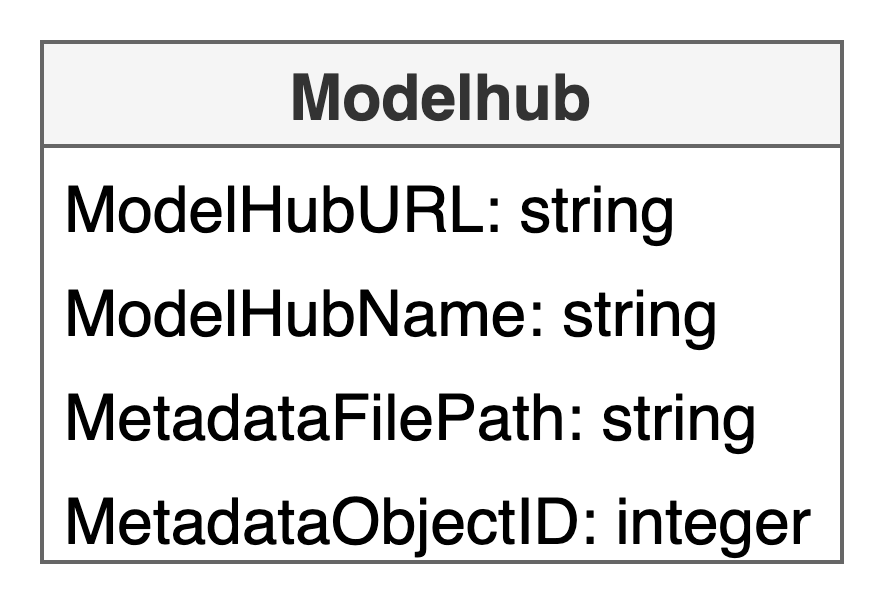 Modelhub
ModelHubURL: string
ModelHubName: string
MetadataFilePath: string
MetadataObjectID: integer